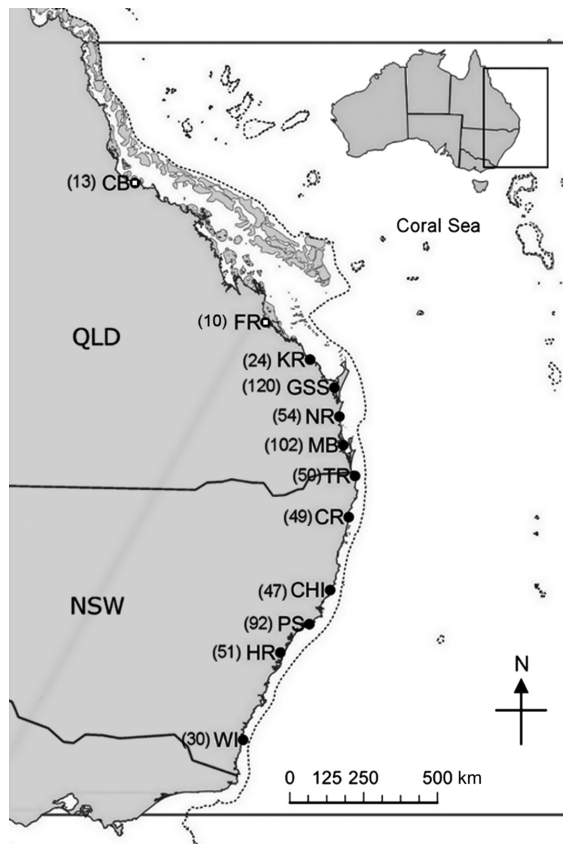 Coral Sea
(13) CB
QLD
(10) FR
(24) KR
(120) GSS
(54) NR
(102) MB
(50) TR
(49) CR
NSW
(47) CHI
(92) PS
(51) HR
N
(30) WI
0 125 250 500 km